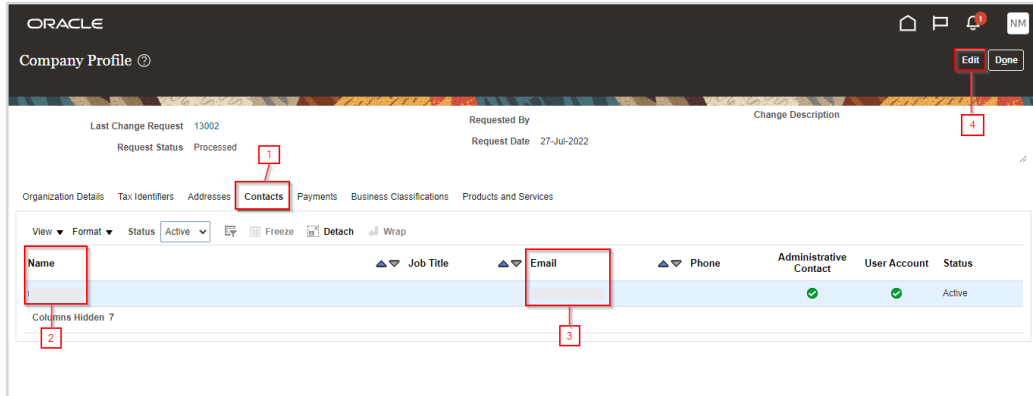 ORACLE
1
NM
Company Profile
Edit
Done
4
Last Change Request 13002
Requested By
Change Description
Request Status Processed
Request Date 27-Jul-2022
1
Organization Details Tax Identifiers Addresses Contacts Payments Business Classifications Products and Services
View Format Status Active Freeze Detach Wrap
Name Job Title Email Phone Administrative Contact User Account Status
Active
Columns Hidden 7
2
3